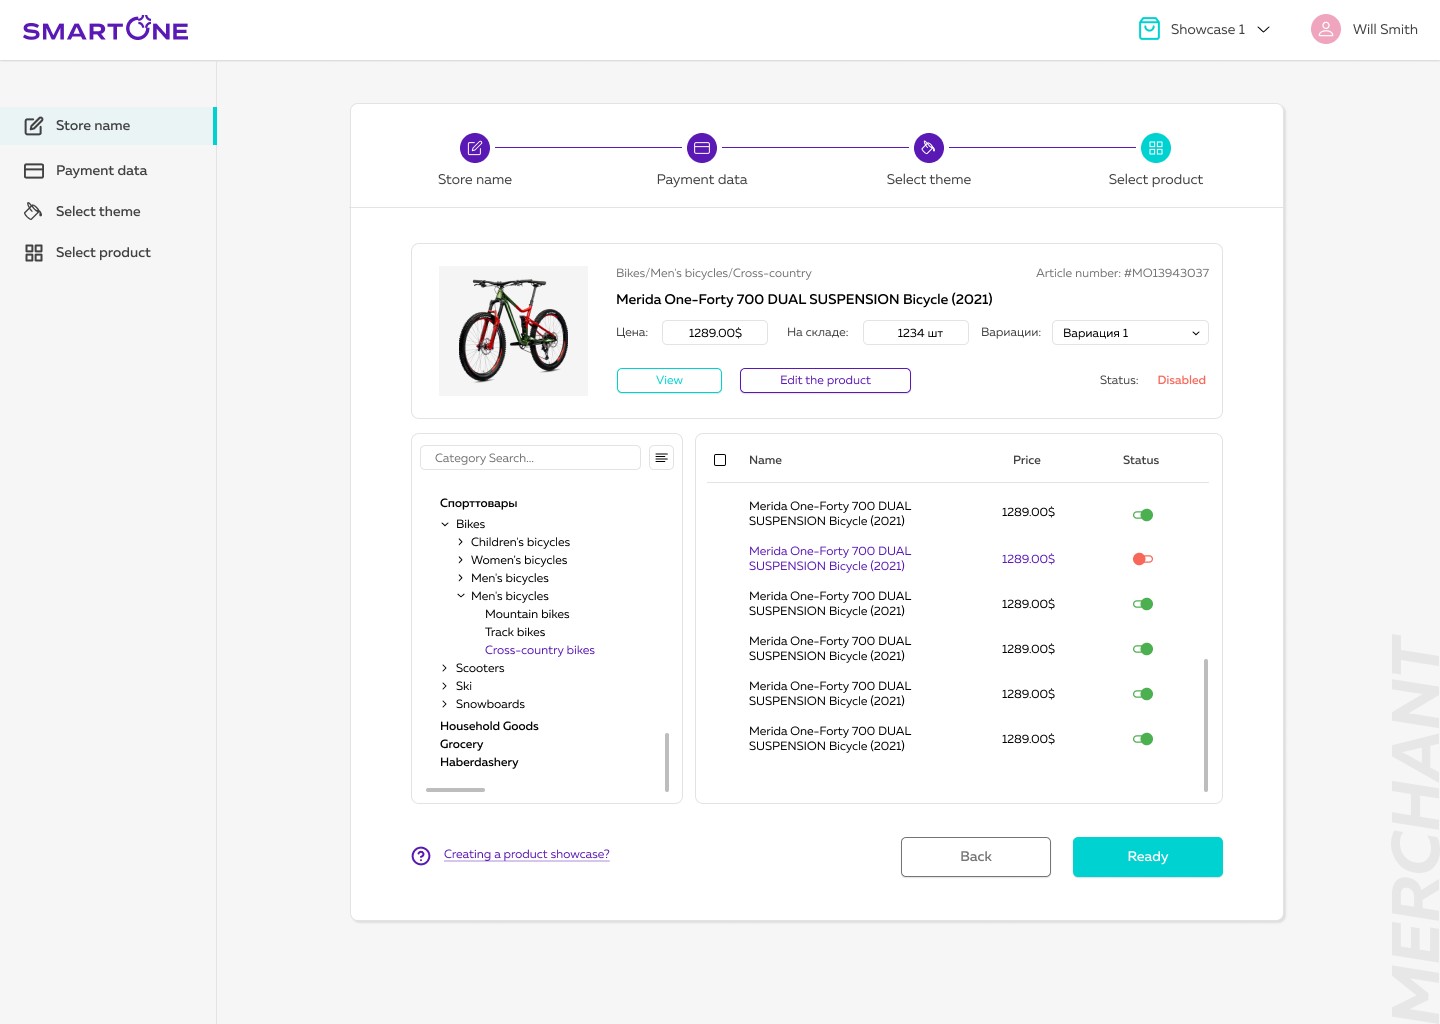 SMARTONE
Showcase 1
Will Smith
Store name
Payment data
Select theme
Select product
Store name
Payment data
Select theme
Select product
Bikes/Men's bicycles/Cross-country
Article number: #MO13943037
Merida One-Forty 700 DUAL SUSPENSION Bicycle (2021)
Цена:
1289.00$
На складе:
1234 шт
Вариации:
Вариация 1
View
Edit the product
Status:
Disabled
Category Search...
Спорттовары
Bikes
Children's bicycles
Women's bicycles
Men's bicycles
Men's bicycles
Mountain bikes
Track bikes
Cross-country bikes
Scooters
Ski
Snowboards
Household Goods
Grocery
Haberdashery
Name
Price
Status
Merida One-Forty 700 DUAL
SUSPENSION Bicycle (2021)
1289.00$
Merida One-Forty 700 DUAL
SUSPENSION Bicycle (2021)
1289.00$
Merida One-Forty 700 DUAL
SUSPENSION Bicycle (2021)
1289.00$
Merida One-Forty 700 DUAL
SUSPENSION Bicycle (2021)
1289.00$
Merida One-Forty 700 DUAL
SUSPENSION Bicycle (2021)
1289.00$
Merida One-Forty 700 DUAL
SUSPENSION Bicycle (2021)
1289.00$
Creating a product showcase?
Back
Ready
MERCHANT